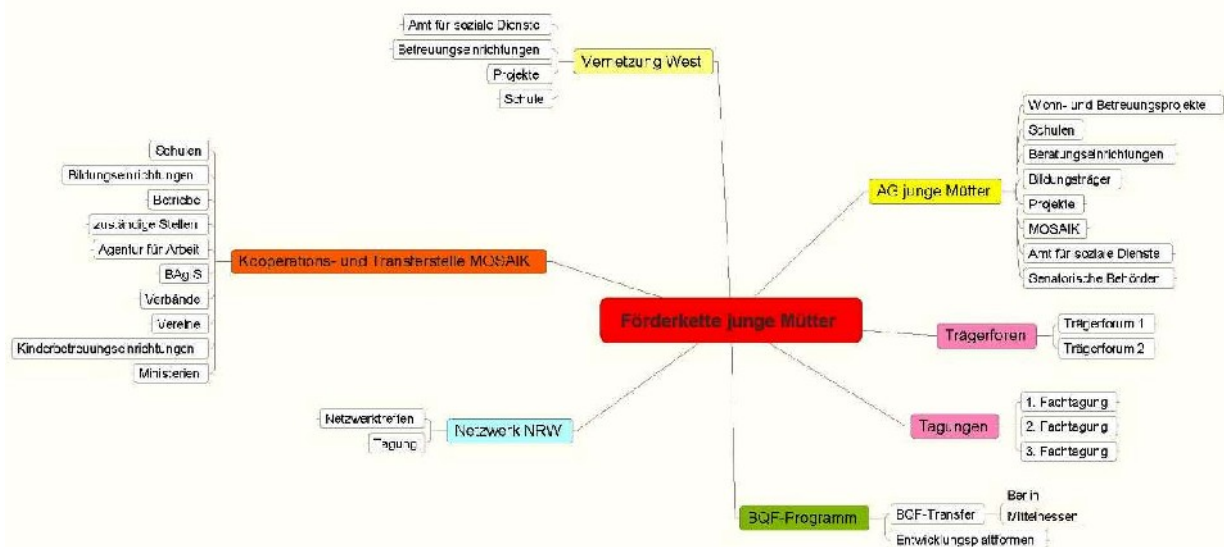 Amt für soziale Dienste
Betreuungseinrichtungen
Projekte
Schule
Vernetzung West
Schulen
Bildungseinrichtungen
Betriebe
zuständige Stellen
Agentur für Arbeit
BAgIS
Verbände
Vereine
Kinderbetreuungseinrichtungen
Ministerien
Kooperations- und Transferstelle MOSAIK
Netzwerktreffen
Tagung
Netzwerk NRW
Förderkette junge Mütter
AG junge Mütter
Wohn- und Betreuungsprojekte
Schulen
Beratungseinrichtungen
Bildungsträger
Projekte
MOSAIK
Amt für soziale Dienste
Senatorische Behörden
Trägerforen
Trägerforum 1
Trägerforum 2
Tagungen
1. Fachtagung
2. Fachtagung
3. Fachtagung
BQF-Programm
BQF-Transfer
Berlin
Mittelhessen
Entwicklungsplattformen